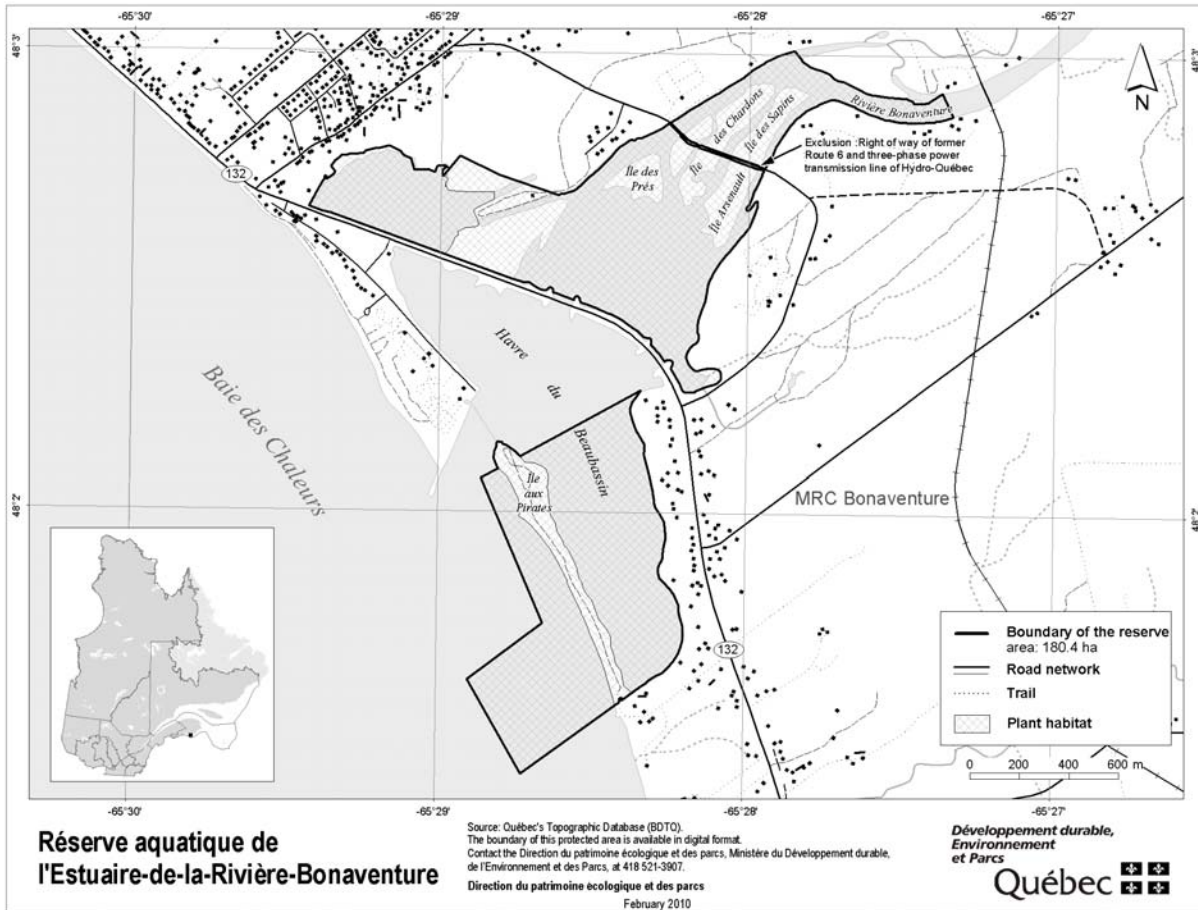 -65°30'
-65°29'
-65°28'
-65°27'
48°3'
48°3'
N
Rivière Bonaventure
Île des Chardons
Île des Sapins
Exclusion :Right of way of former
Route 6 and three-phase power
transmission line of Hydro-Québec
132
Île des
Prés
Île Arsenault
Havre
du
Beaubassin
Baie des Chaleurs
Île
aux
Pirates
MRC Bonaventure
48°2'
48°2'
132
Boundary of the reserve
area: 180.4 ha
Road network
Trail
Plant habitat
0 200 400 600 m
-65°30'
-65°29'
-65°28'
-65°27'
Réserve aquatique de
l'Estuaire-de-la-Rivière-Bonaventure
Source: Québec's Topographic Database (BDTQ).
The boundary of this protected area is available in digital format.
Contact the Direction du patrimoine écologique et des parcs, Ministére du Développement durable,
de l'Environnement et des Parcs, at 418 521-3907.
Direction du patrimoine ècologique et des parcs
February 2010
Développement durable,
Environnement
et Parcs
Québec